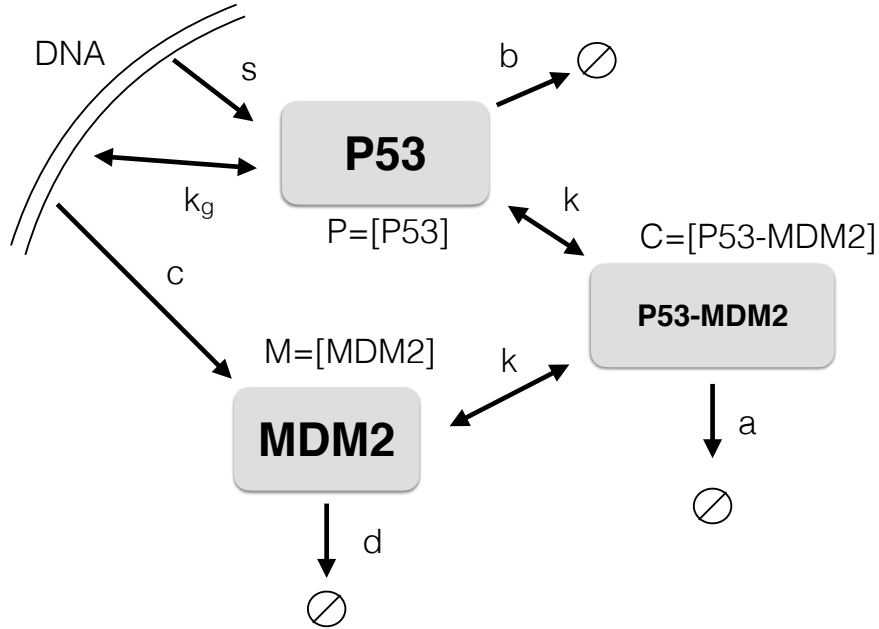 DNA
s
b
P53
k_g
P=[P53]
k
C=[P53-MDM2]
P53-MDM2
c
M=[MDM2]
k
MDM2
a
d